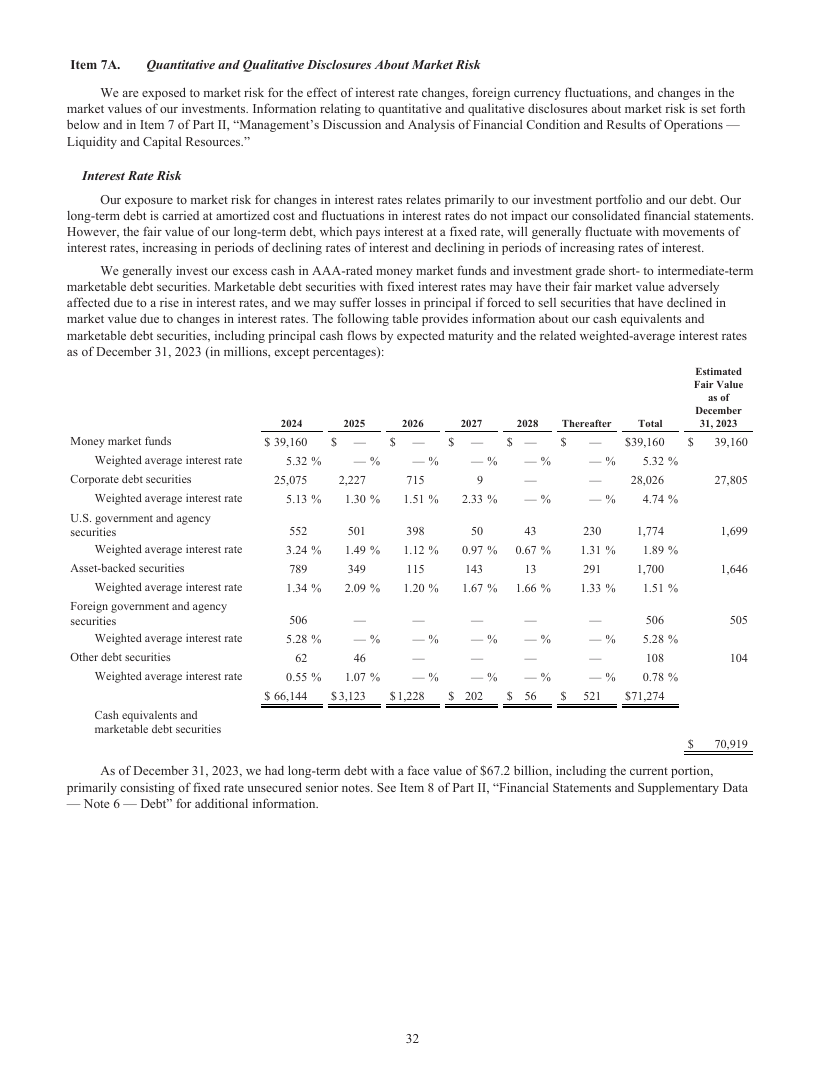 Item 7A. Quantitative and Qualitative Disclosures About Market Risk
We are exposed to market risk for the effect of interest rate changes, foreign currency fluctuations, and changes in the
market values of our investments. Information relating to quantitative and qualitative disclosures about market risk is set forth
below and in Item 7 of Part II, “Management’s Discussion and Analysis of Financial Condition and Results of Operations —
Liquidity and Capital Resources.”
Interest Rate Risk
Our exposure to market risk for changes in interest rates relates primarily to our investment portfolio and our debt. Our
long-term debt is carried at amortized cost and fluctuations in interest rates do not impact our consolidated financial statements.
However, the fair value of our long-term debt, which pays interest at a fixed rate, will generally fluctuate with movements of
interest rates, increasing in periods of declining rates of interest and declining in periods of increasing rates of interest.
We generally invest our excess cash in AAA-rated money market funds and investment grade short- to intermediate-term
marketable debt securities. Marketable debt securities with fixed interest rates may have their fair market value adversely
affected due to a rise in interest rates, and we may suffer losses in principal if forced to sell securities that have declined in
market value due to changes in interest rates. The following table provides information about our cash equivalents and
marketable debt securities, including principal cash flows by expected maturity and the related weighted-average interest rates
as of December 31, 2023 (in millions, except percentages):
Estimated
Fair Value
as of
December
2024 2025 2026 2027 2028 Thereafter Total 31, 2023
Money market funds $ 39,160 $ — $ — $ — $ — $ — $39,160 $ 39,160
Weighted average interest rate 5.32 % — % — % — % — % — % 5.32 %
Corporate debt securities 25,075 2,227 715 9 — — 28,026 27,805
Weighted average interest rate 5.13 % 1.30 % 1.51 % 2.33 % — % — % 4.74 %
U.S. government and agency
securities 552 501 398 50 43 230 1,774 1,699
Weighted average interest rate 3.24 % 1.49 % 1.12 % 0.97 % 0.67 % 1.31 % 1.89 %
Asset-backed securities 789 349 115 143 13 291 1,700 1,646
Weighted average interest rate 1.34 % 2.09 % 1.20 % 1.67 % 1.66 % 1.33 % 1.51 %
Foreign government and agency
securities 506 — — — — — 506 505
Weighted average interest rate 5.28 % — % — % — % — % — % 5.28 %
Other debt securities 62 46 — — — — 108 104
Weighted average interest rate 0.55 % 1.07 % — % — % — % — % 0.78 %
$ 66,144 $3,123 $1,228 $ 202 $ 56 $ 521 $71,274
Cash equivalents and
marketable debt securities
$ 70,919
As of December 31, 2023, we had long-term debt with a face value of $67.2 billion, including the current portion,
primarily consisting of fixed rate unsecured senior notes. See Item 8 of Part II, “Financial Statements and Supplementary Data
— Note 6 — Debt” for additional information.
32